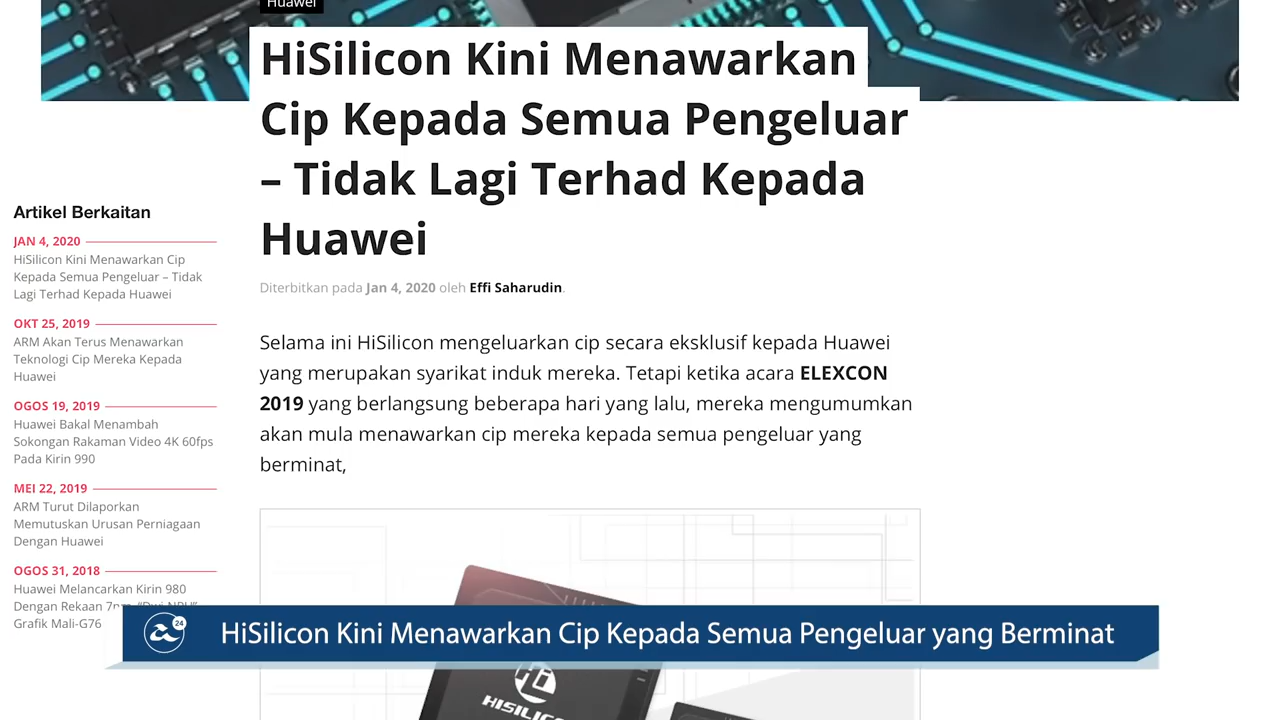 Huawei
HiSilicon Kini Menawarkan
Cip Kepada Semua Pengeluar
– Tidak Lagi Terhad Kepada
Huawei
Diterbitkan pada Jan 4, 2020 oleh Effi Saharudin.
Selama ini HiSilicon mengeluarkan cip secara eksklusif kepada Huawei
yang merupakan syarikat induk mereka. Tetapi ketika acara ELEXCON
2019 yang berlangsung beberapa hari yang lalu, mereka mengumumkan
akan mula menawarkan cip mereka kepada semua pengeluar yang
berminat,
Artikel Berkaitan
JAN 4, 2020
HiSilicon Kini Menawarkan Cip
Kepada Semua Pengeluar – Tidak
Lagi Terhad Kepada Huawei
OKT 25, 2019
ARM Akan Terus Menawarkan
Teknologi Cip Mereka Kepada
Huawei
OGOS 19, 2019
Huawei Bakal Menambah
Sokongan Rakaman Video 4K 60fps
Pada Kirin 990
MEI 22, 2019
ARM Turut Dilaporkan
Memutuskan Urusan Perniagaan
Dengan Huawei
OGOS 31, 2018
Huawei Melancarkan Kirin 980
Dengan Rekaan 7nm, "Dwi-NPU"
Grafik Mali-G76
24
HiSilicon Kini Menawarkan Cip Kepada Semua Pengeluar yang Berminat